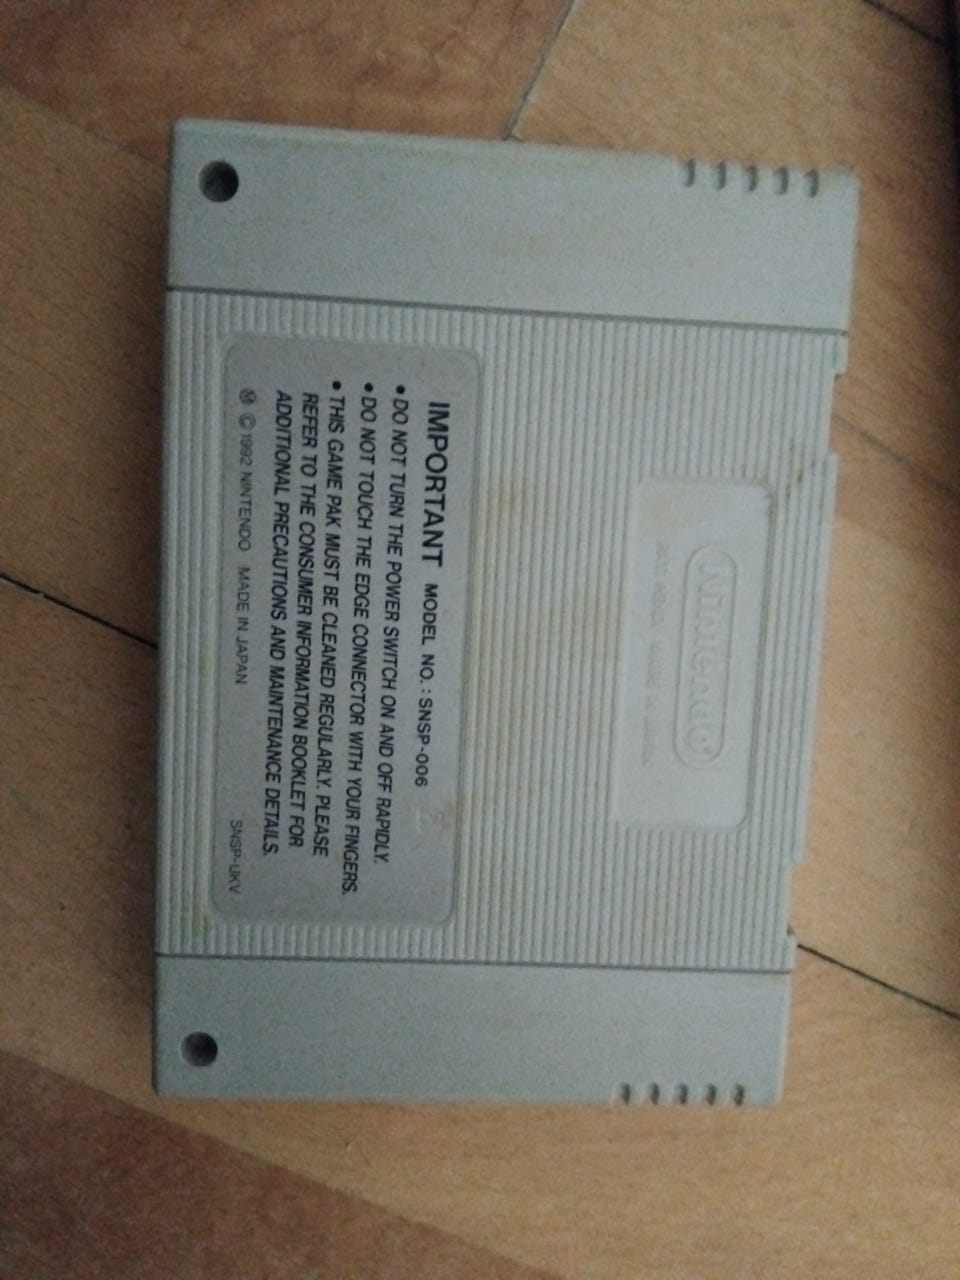 Nintendo®
IMPORTANT MODEL NO.: SNSP-006
• DO NOT TURN THE POWER SWITCH ON AND OFF RAPIDLY.
• DO NOT TOUCH THE EDGE CONNECTOR WITH YOUR FINGERS.
• THIS GAME PAK MUST BE CLEANED REGULARLY. PLEASE
REFER TO THE CONSUMER INFORMATION BOOKLET FOR
ADDITIONAL PRECAUTIONS AND MAINTENANCE DETAILS.
Ⓜ © 1992 NINTENDO MADE IN JAPAN
SNSP-UKV